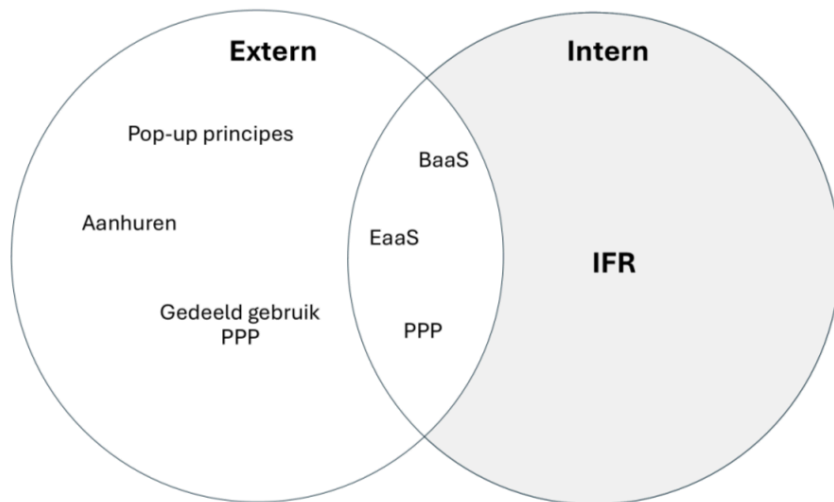 Extern
Intern
Pop-up principes
BaaS
Aanhuren
EaaS
IFR
Gedeeld gebruik
PPP
PPP